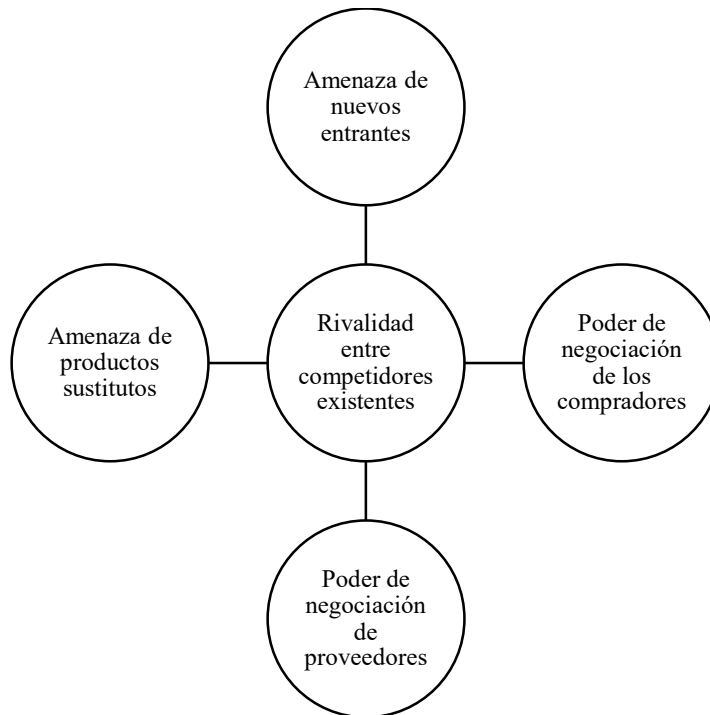 Amenaza de
nuevos
entrantes
Amenaza de
productos
sustitutos
Rivalidad
entre
competidores
existentes
Poder de
negociación
de los
compradores
Poder de
negociación
de
proveedores